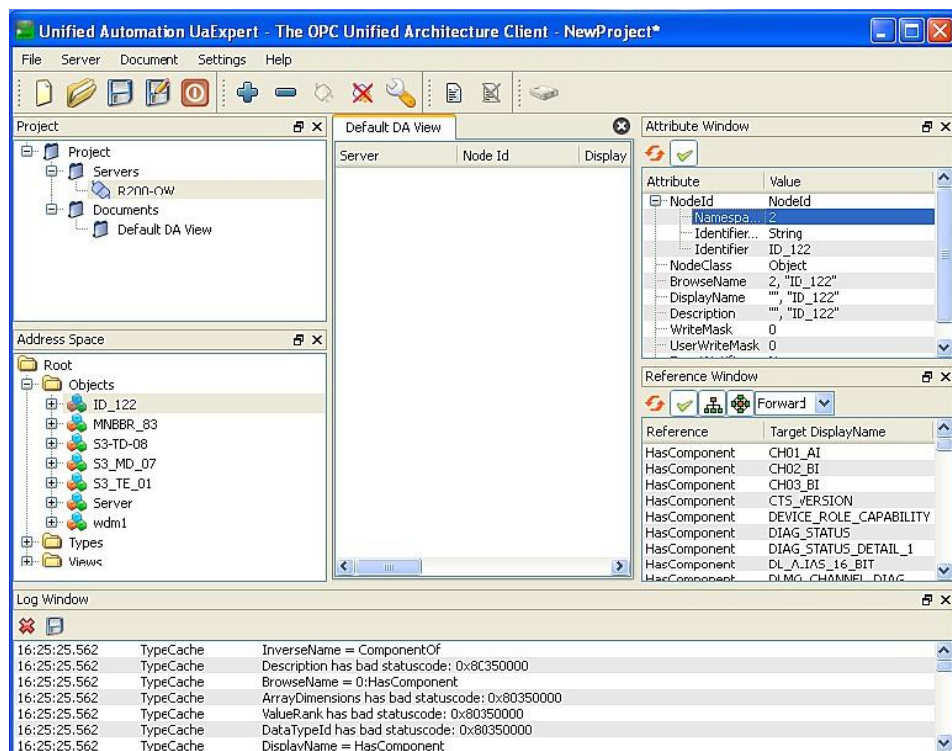 Unified Automation UaExpert - The OPC Unified Architecture Client - NewProject*
File Server Document Settings Help
Project
Project
Servers
R200-OW
Documents
Default DA View
Address Space
Root
Objects
ID_122
MNBBR_83
S3-TD-08
S3_MD_07
S3_TE_01
Server
wdm1
Types
Views
Default DA View
Server Node Id Display
Attribute Window
Attribute Value
NodeId NodeId
Namespa... 2
Identifier... String
Identifier ID_122
NodeClass Object
BrowseName 2, "ID_122"
DisplayName "", "ID_122"
Description "", "ID_122"
WriteMask 0
UserWriteMask 0
Reference Window
Forward
Reference Target DisplayName
HasComponent CH01_AI
HasComponent CH02_BI
HasComponent CH03_BI
HasComponent CTS_VERSION
HasComponent DEVICE_ROLE_CAPABILITY
HasComponent DIAG_STATUS
HasComponent DIAG_STATUS_DETAIL_1
HasComponent DL_ALIAS_16_BIT
HasComponent DLMO_CHANNEL_DIAG
Log Window
16:25:25.562 TypeCache InverseName = ComponentOf
16:25:25.562 TypeCache Description has bad statuscode: 0x80350000
16:25:25.562 TypeCache BrowseName = 0:HasComponent
16:25:25.562 TypeCache ArrayDimensions has bad statuscode: 0x80350000
16:25:25.562 TypeCache ValueRank has bad statuscode: 0x80350000
16:25:25.562 TypeCache DataTypeId has bad statuscode: 0x80350000
16:25:25.562 TypeCache DisplayName = HasComponent